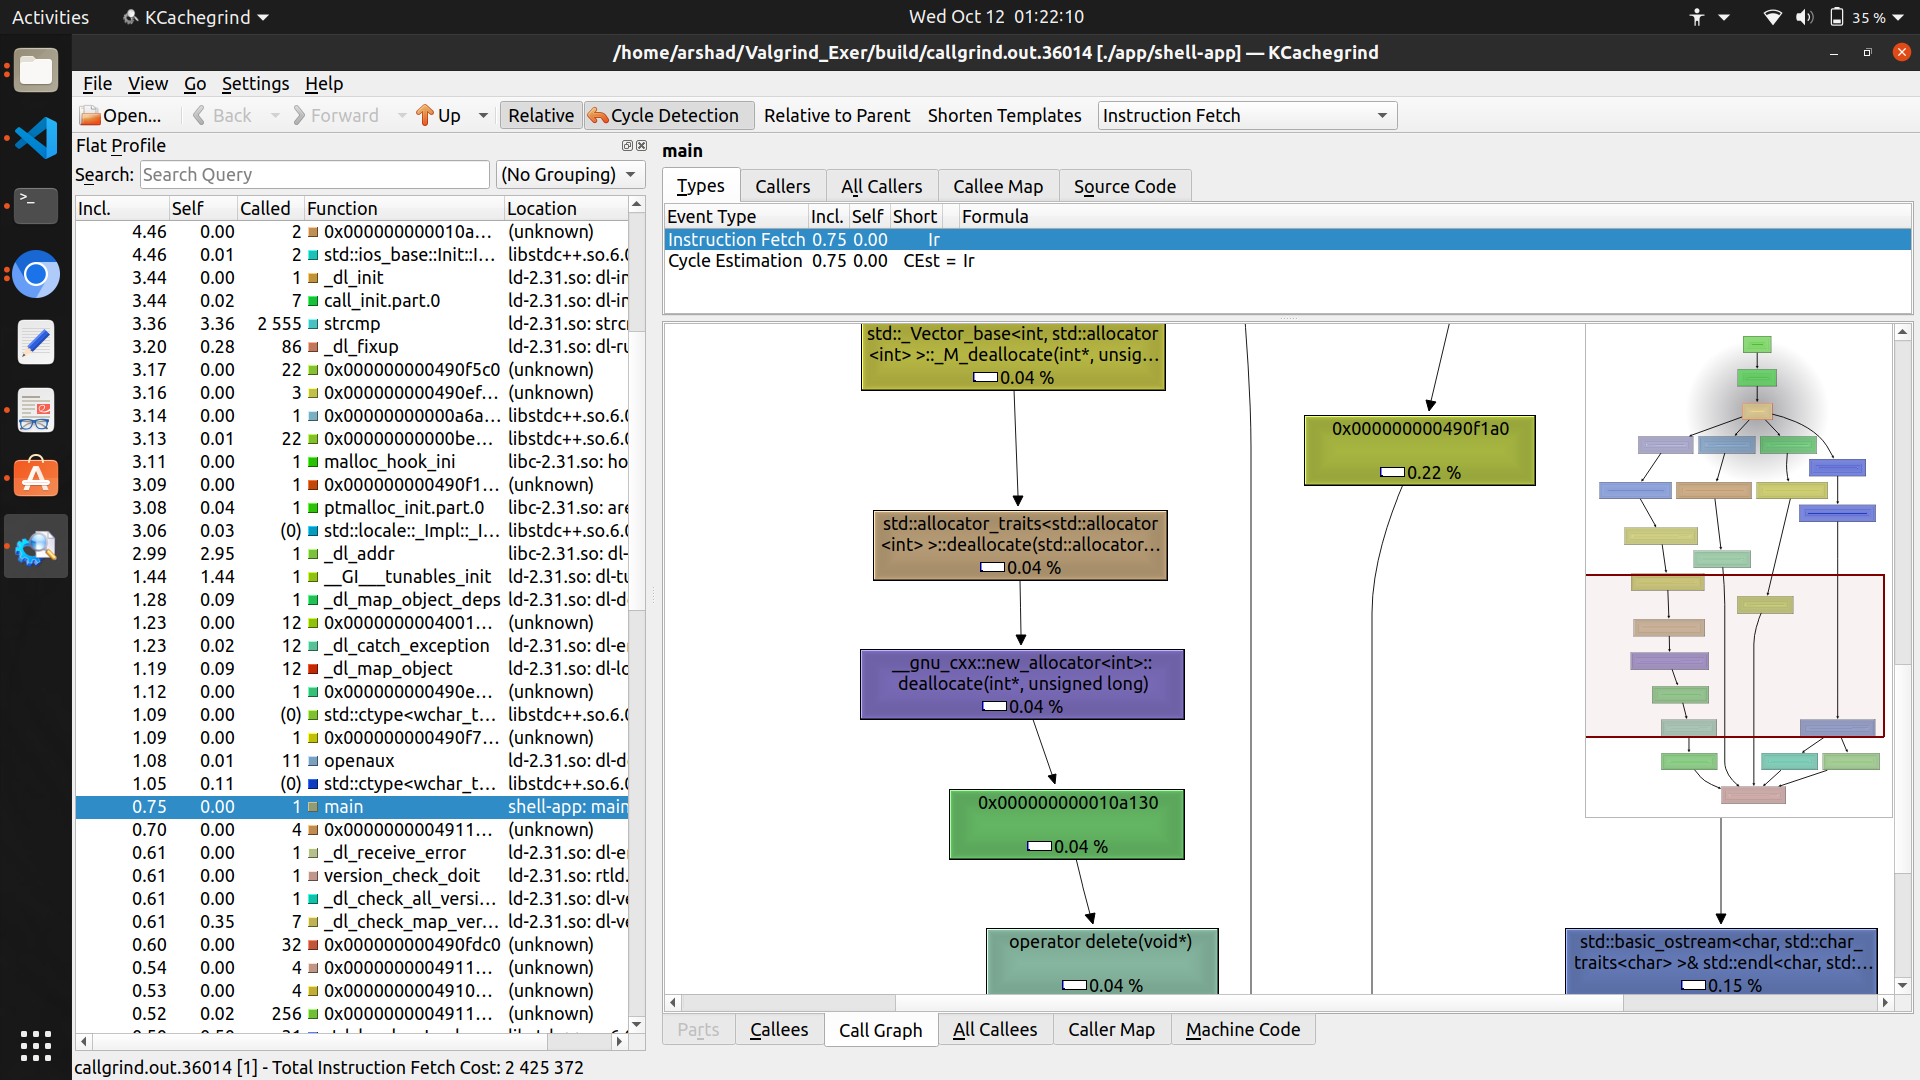 Activities KCachegrind Wed Oct 12 01:22:10 35 %
/home/arshad/Valgrind_Exer/build/callgrind.out.36014 [./app/shell-app] — KCachegrind
File View Go Settings Help
Open... Back Forward Up Relative Cycle Detection Relative to Parent Shorten Templates Instruction Fetch
Flat Profile
Search: Search Query (No Grouping)
Incl. Self Called Function Location
4.46 0.00 2 0x000000000010a... (unknown)
4.46 0.01 2 std::ios_base::Init::I... libstdc++.so.6.0
3.44 0.00 1 _dl_init ld-2.31.so: dl-in
3.44 0.02 7 call_init.part.0 ld-2.31.so: dl-in
3.36 3.36 2 555 strcmp ld-2.31.so: strcm
3.20 0.28 86 _dl_fixup ld-2.31.so: dl-ru
3.17 0.00 22 0x000000000490f5c0 (unknown)
3.16 0.00 3 0x000000000490ef... (unknown)
3.14 0.00 1 0x00000000000a6a... libstdc++.so.6.0
3.13 0.01 22 0x00000000000be... libstdc++.so.6.0
3.11 0.00 1 malloc_hook_ini libc-2.31.so: ho
3.09 0.00 1 0x000000000490f1... (unknown)
3.08 0.04 1 ptmalloc_init.part.0 libc-2.31.so: are
3.06 0.03 (0) std::locale::_Impl::_I... libstdc++.so.6.0
2.99 2.95 1 _dl_addr libc-2.31.so: dl-
1.44 1.44 1 __GI___tunables_init ld-2.31.so: dl-tu
1.28 0.09 1 _dl_map_object_deps ld-2.31.so: dl-d
1.23 0.00 12 0x0000000004001... (unknown)
1.23 0.02 12 _dl_catch_exception ld-2.31.so: dl-er
1.19 0.09 12 _dl_map_object ld-2.31.so: dl-lo
1.12 0.00 1 0x000000000490e... (unknown)
1.09 0.00 (0) std::ctype<wchar_t... libstdc++.so.6.0
1.09 0.00 1 0x000000000490f7... (unknown)
1.08 0.01 11 openaux ld-2.31.so: dl-d
1.05 0.11 (0) std::ctype<wchar_t... libstdc++.so.6.0
0.75 0.00 1 main shell-app: main
0.70 0.00 4 0x0000000004911... (unknown)
0.61 0.00 1 _dl_receive_error ld-2.31.so: dl-er
0.61 0.00 1 version_check_doit ld-2.31.so: rtld.
0.61 0.00 1 _dl_check_all_versi... ld-2.31.so: dl-ve
0.61 0.35 7 _dl_check_map_ver... ld-2.31.so: dl-ve
0.60 0.00 32 0x000000000490fdc0 (unknown)
0.54 0.00 4 0x0000000004911... (unknown)
0.53 0.00 4 0x0000000004910... (unknown)
0.52 0.02 256 0x0000000004911... (unknown)
main
Types Callers All Callers Callee Map Source Code
Event Type Incl. Self Short Formula
Instruction Fetch 0.75 0.00 Ir
Cycle Estimation 0.75 0.00 CEst = Ir
std::_Vector_base<int, std::allocator
<int> >::_M_deallocate(int*, unsig...
0.04 %
0x000000000490f1a0
0.22 %
std::allocator_traits<std::allocator
<int> >::deallocate(std::allocator...
0.04 %
__gnu_cxx::new_allocator<int>::
deallocate(int*, unsigned long)
0.04 %
0x000000000010a130
0.04 %
operator delete(void*)
0.04 %
std::basic_ostream<char, std::char_
traits<char> >& std::endl<char, std:...
0.15 %
Parts Callees Call Graph All Callees Caller Map Machine Code
callgrind.out.36014 [1] - Total Instruction Fetch Cost: 2 425 372